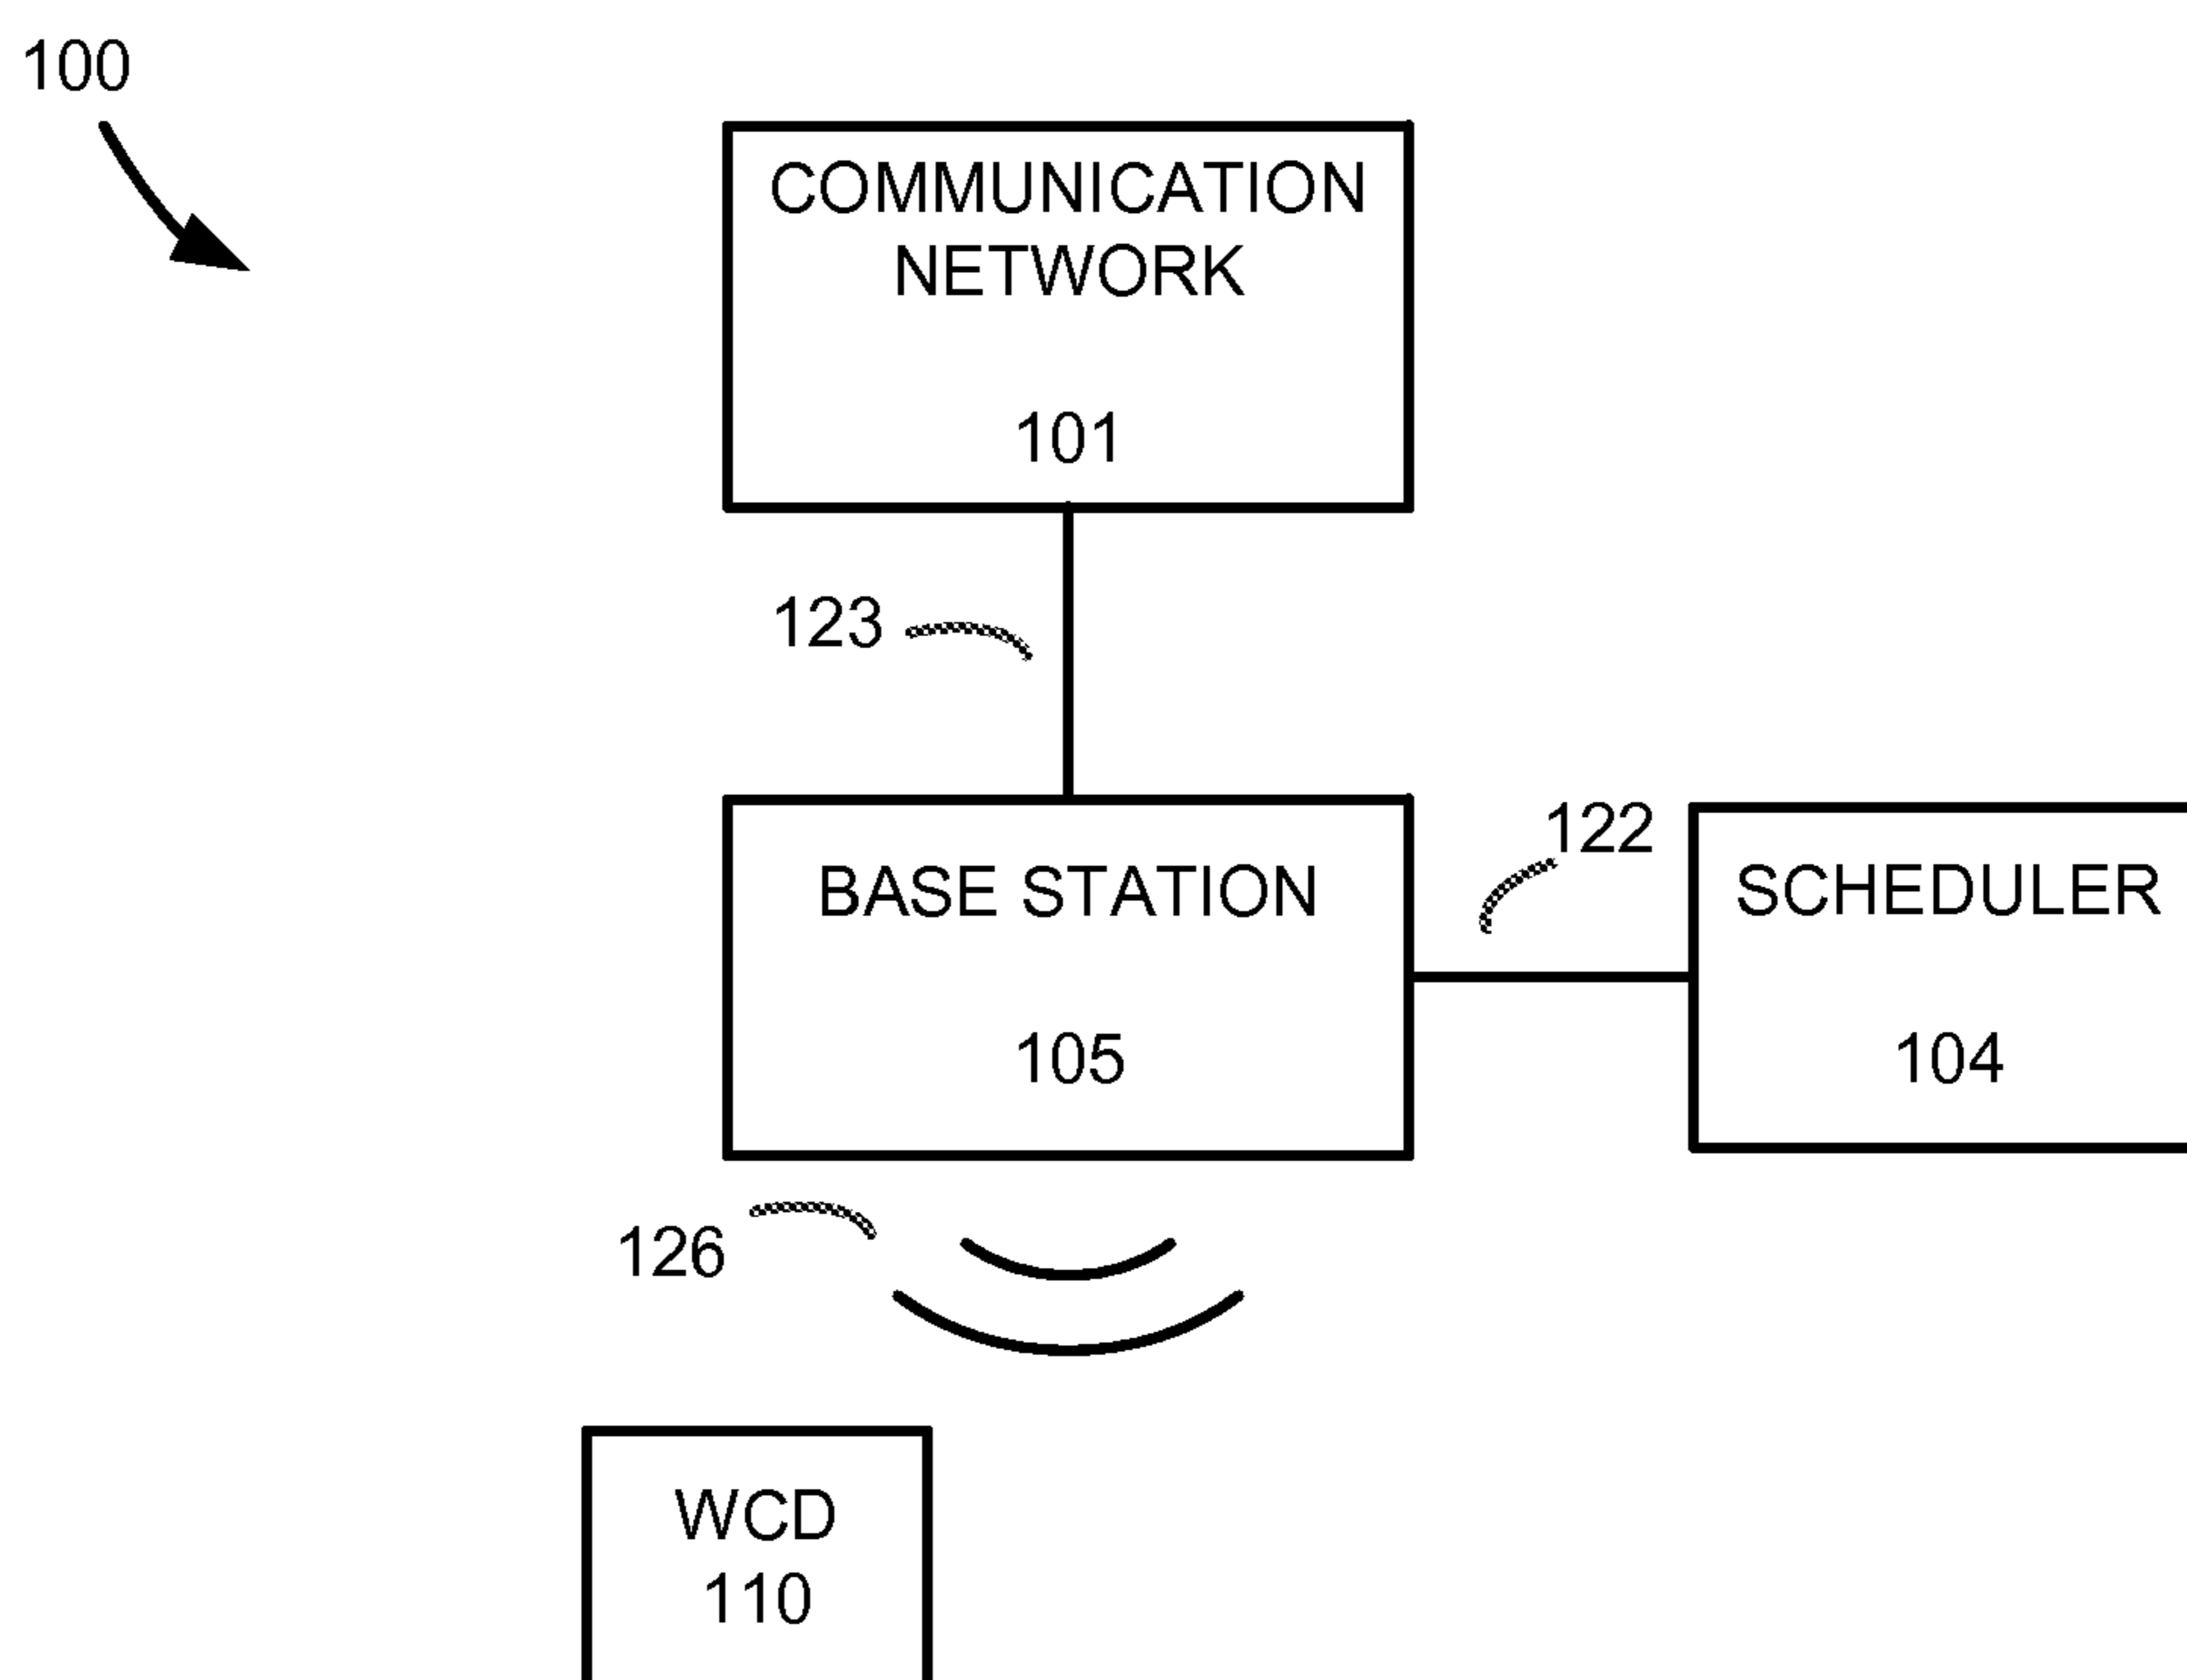 100
COMMUNICATION
NETWORK
101
123
122
BASE STATION
105
SCHEDULER
104
126
WCD
110